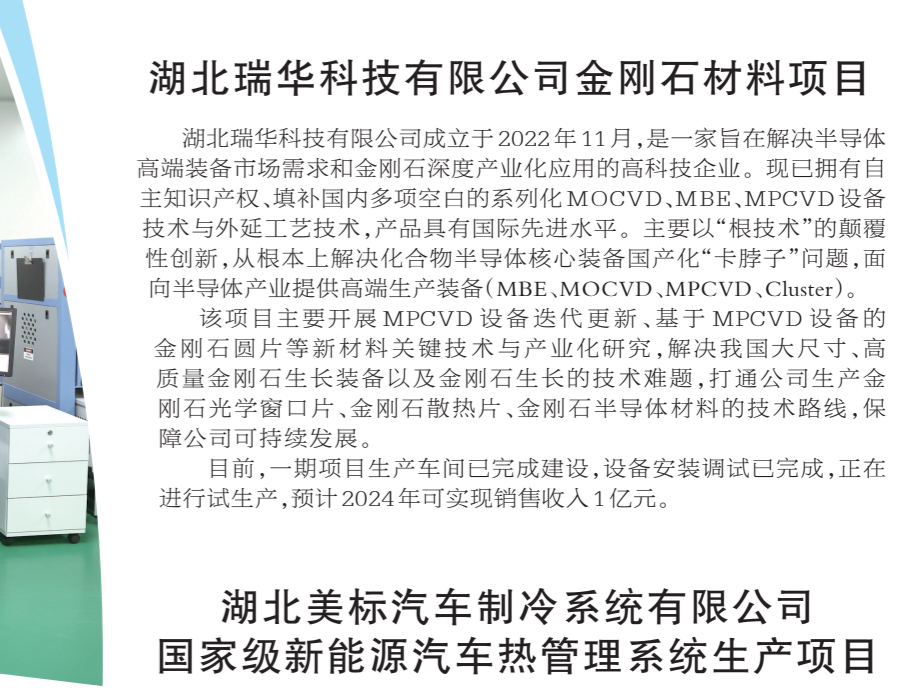 湖北瑞华科技有限公司金刚石材料项目
湖北瑞华科技有限公司成立于2022年11月,是一家旨在解决半导体
高端装备市场需求和金刚石深度产业化应用的高科技企业。现已拥有自
主知识产权、填补国内多项空白的系列化MOCVD、MBE、MPCVD设备
技术与外延工艺技术,产品具有国际先进水平。主要以“根技术”的颠覆
性创新,从根本上解决化合物半导体核心装备国产化“卡脖子”问题,面
向半导体产业提供高端生产装备(MBE、MOCVD、MPCVD、Cluster)。
该项目主要开展MPCVD设备迭代更新、基于MPCVD设备的
金刚石圆片等新材料关键技术与产业化研究,解决我国大尺寸、高
质量金刚石生长装备以及金刚石生长的技术难题,打通公司生产金
刚石光学窗口片、金刚石散热片、金刚石半导体材料的技术路线,保
障公司可持续发展。
目前,一期项目生产车间已完成建设,设备安装调试已完成,正在
进行试生产,预计2024年可实现销售收入1亿元。
湖北美标汽车制冷系统有限公司
国家级新能源汽车热管理系统生产项目